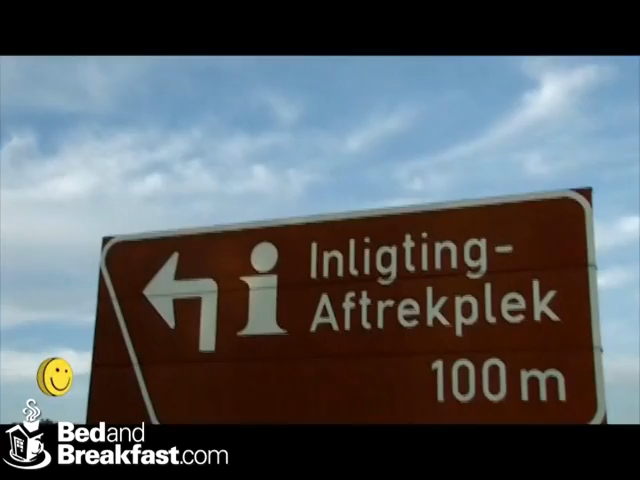 Inligting-
Aftrekplek
100 m
Bedand
Breakfast.com